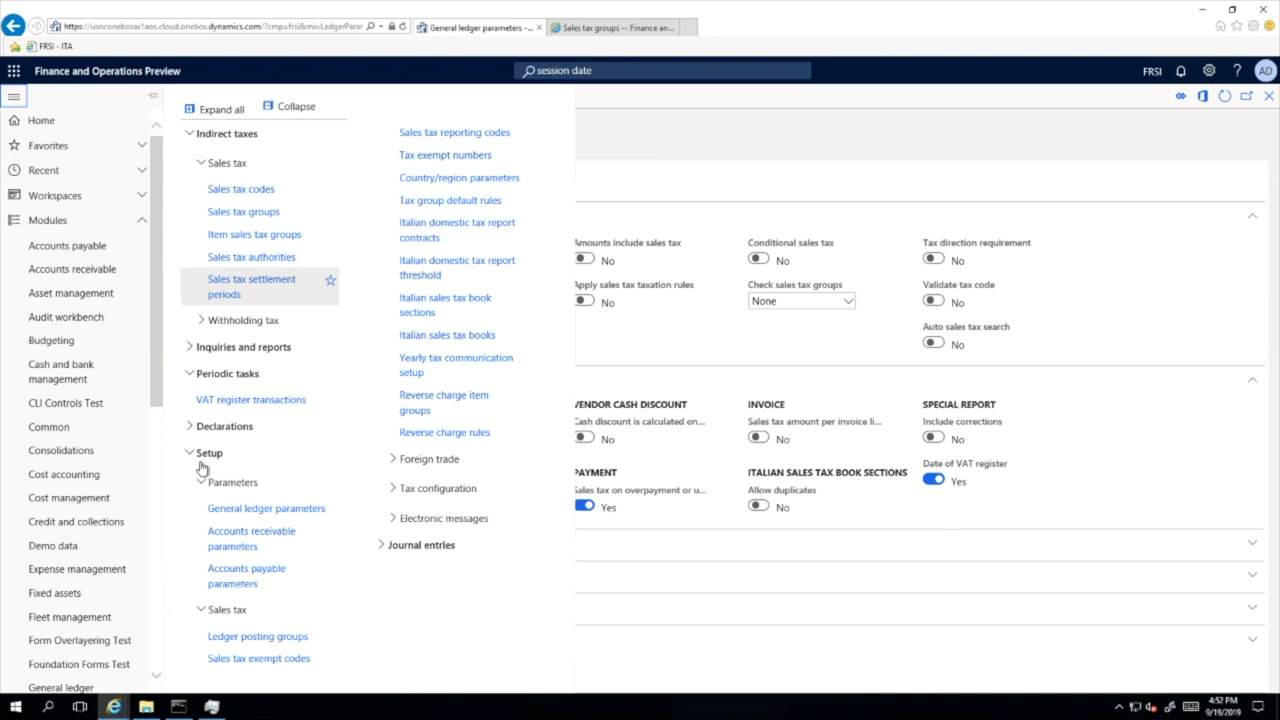 https://usnconeboxax1aos.cloud.onebox.dynamics.com/?cmp=frsi&mi=LedgerParar
General ledger parameters -...
Sales tax groups -- Finance an...
FRSI - ITA
Finance and Operations Preview
session date
FRSI
?
AD
Home
Favorites
Recent
Workspaces
Modules
Accounts payable
Accounts receivable
Asset management
Audit workbench
Budgeting
Cash and bank
management
CLI Controls Test
Common
Consolidations
Cost accounting
Cost management
Credit and collections
Demo data
Expense management
Fixed assets
Fleet management
Form Overlayering Test
Foundation Forms Test
General ledger
Expand all
Collapse
Indirect taxes
Sales tax
Sales tax codes
Sales tax groups
Item sales tax groups
Sales tax authorities
Sales tax settlement
periods
Withholding tax
Inquiries and reports
Periodic tasks
VAT register transactions
Declarations
Setup
Parameters
General ledger parameters
Accounts receivable
parameters
Accounts payable
parameters
Sales tax
Ledger posting groups
Sales tax exempt codes
Sales tax reporting codes
Tax exempt numbers
Country/region parameters
Tax group default rules
Italian domestic tax report
contracts
Italian domestic tax report
threshold
Italian sales tax book
sections
Italian sales tax books
Yearly tax communication
setup
Reverse charge item
groups
Reverse charge rules
Foreign trade
Tax configuration
Electronic messages
Journal entries
Amounts include sales tax
No
Apply sales tax taxation rules
No
Conditional sales tax
No
Check sales tax groups
None
Tax direction requirement
No
Validate tax code
No
Auto sales tax search
No
VENDOR CASH DISCOUNT
Cash discount is calculated on...
No
PAYMENT
Sales tax on overpayment or u...
Yes
INVOICE
Sales tax amount per invoice li...
No
ITALIAN SALES TAX BOOK SECTIONS
Allow duplicates
No
SPECIAL REPORT
Include corrections
No
Date of VAT register
Yes
4:52 PM
9/19/2019